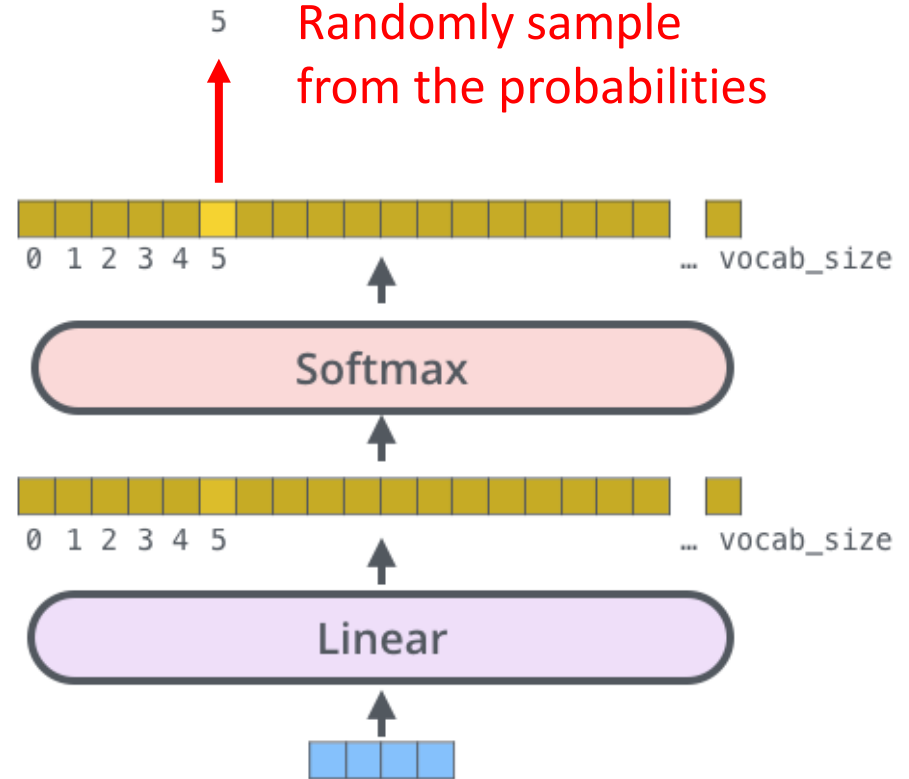 5
Randomly sample
from the probabilities
0 1 2 3 4 5 … vocab_size
Softmax
0 1 2 3 4 5 … vocab_size
Linear